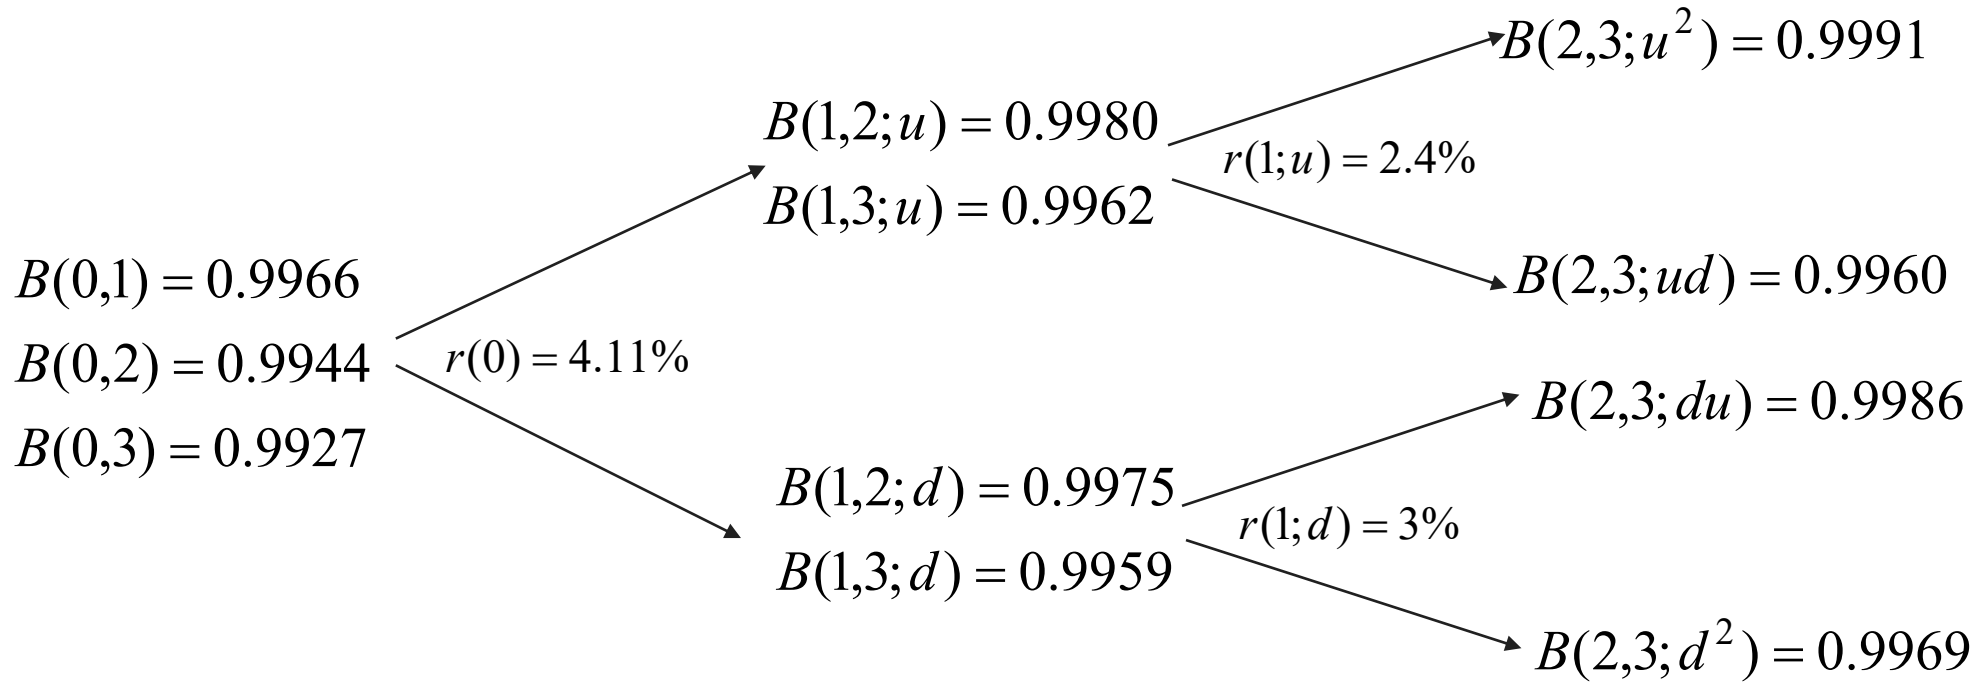 B(0,1) = 0.9966
B(0,2) = 0.9944
B(0,3) = 0.9927
r(0) = 4.11%
B(1,2;u) = 0.9980
B(1,3;u) = 0.9962
r(1;u) = 2.4%
B(1,2;d) = 0.9975
B(1,3;d) = 0.9959
r(1;d) = 3%
B(2,3;u²) = 0.9991
B(2,3;ud) = 0.9960
B(2,3;du) = 0.9986
B(2,3;d²) = 0.9969